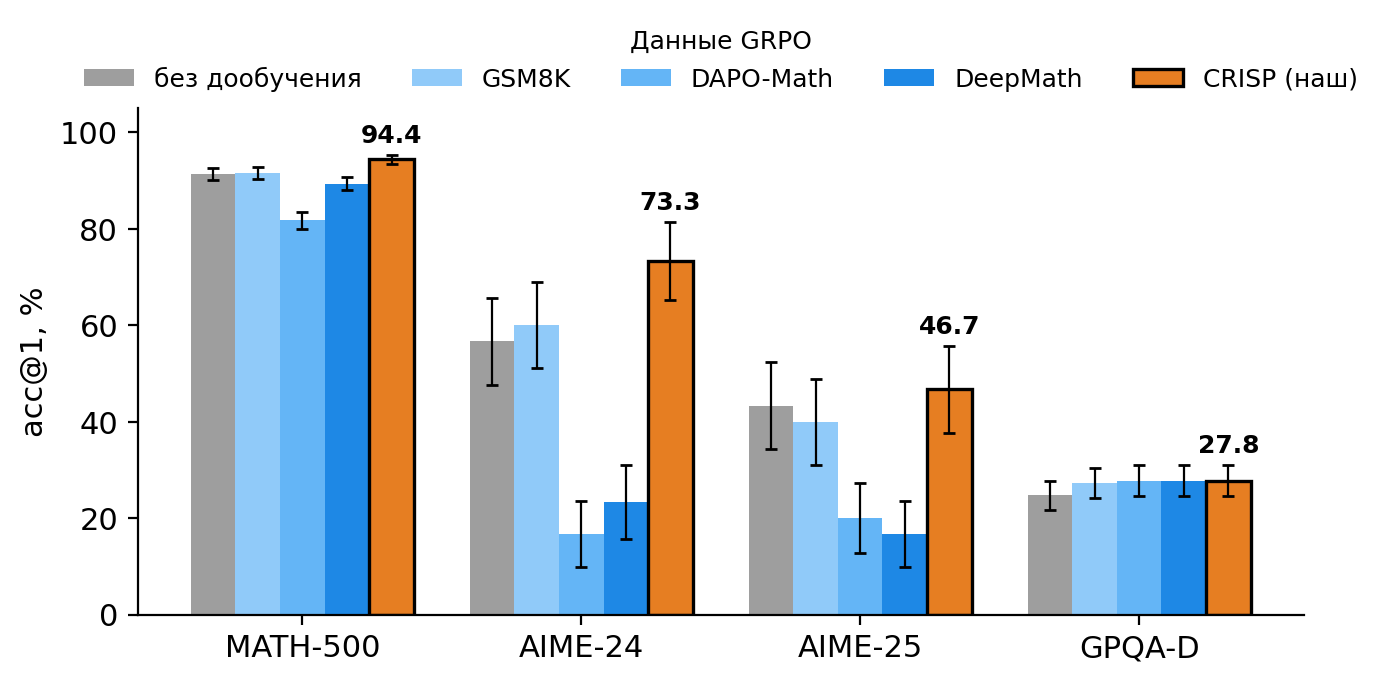 Данные GRPO
без дообучения GSM8K DAPO-Math DeepMath CRISP (наш)
100
80
60
40
20
0
acc@1, %
94.4
73.3
46.7
27.8
MATH-500 AIME-24 AIME-25 GPQA-D